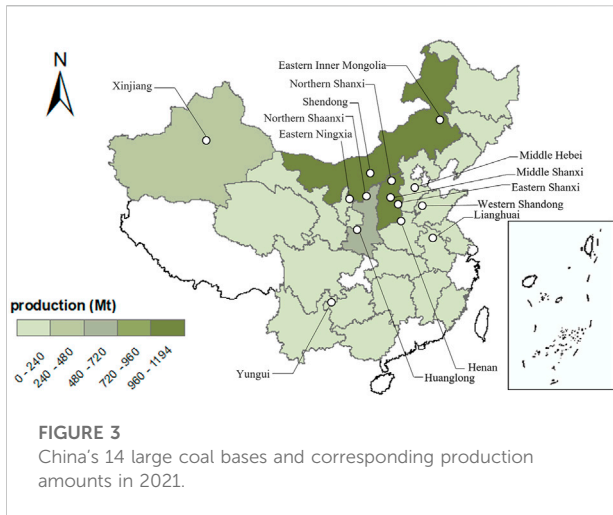 N
Eastern Inner Mongolia
Xinjiang
Northern Shanxi
Shendong
Northern Shaanxi
Eastern Ningxia
Middle Hebei
Middle Shanxi
Eastern Shanxi
Western Shandong
Lianghuai
production (Mt)
0 - 240
240 - 480
480 - 720
720 - 960
960 - 1194
Yungui
Huanglong
Henan
FIGURE 3
China's 14 large coal bases and corresponding production
amounts in 2021.